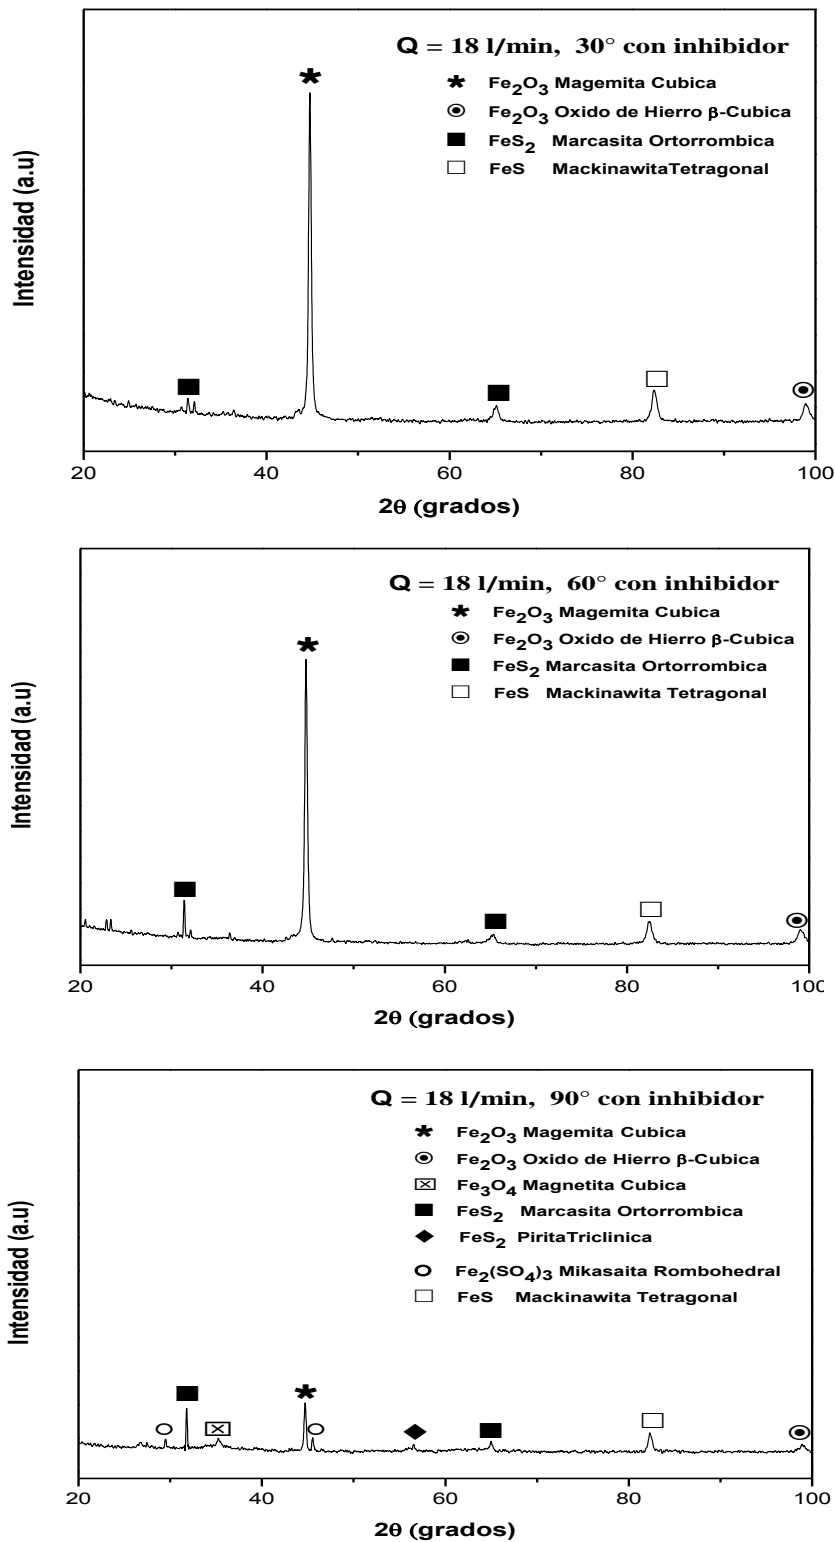 Q = 18 l/min, 30° con inhibidor
Fe2O3 Magemita Cubica
Fe2O3 Oxido de Hierro β-Cubica
FeS2 Marcasita Ortorrombica
FeS MackinawitaTetragonal
Intensidad (a.u)
20 40 60 80 100
2θ (grados)
Q = 18 l/min, 60° con inhibidor
Fe2O3 Magemita Cubica
Fe2O3 Oxido de Hierro β-Cubica
FeS2 Marcasita Ortorrombica
FeS Mackinawita Tetragonal
Intensidad (a.u)
20 40 60 80 100
2θ (grados)
Q = 18 l/min, 90° con inhibidor
Fe2O3 Magemita Cubica
Fe2O3 Oxido de Hierro β-Cubica
Fe3O4 Magnetita Cubica
FeS2 Marcasita Ortorrombica
FeS2 PiritaTriclinica
Fe2(SO4)3 Mikasaita Rombohedral
FeS Mackinawita Tetragonal
Intensidad (a.u)
20 40 60 80 100
2θ (grados)